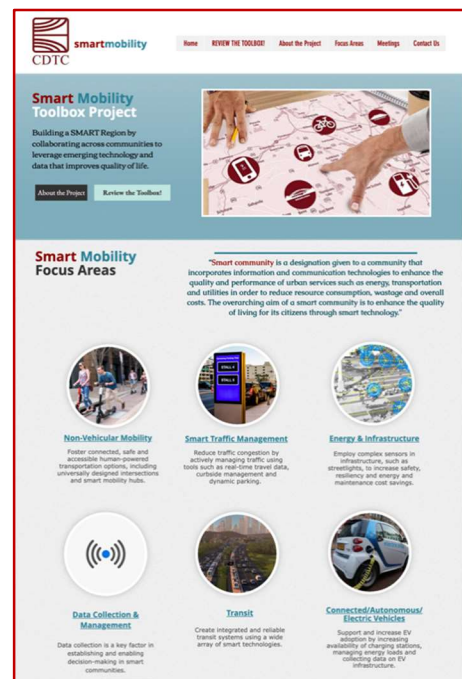 CDTC
smartmobility
Home REVIEW THE TOOLBOX! About the Project Focus Areas Meetings Contact Us
Smart Mobility
Toolbox Project
Building a SMART Region by
collaborating across communities to
leverage emerging technology and
data that improves quality of life.
About the Project Review the Toolbox!
Smart Mobility
Focus Areas
"Smart community is a designation given to a community that
incorporates information and communication technologies to enhance the
quality and performance of urban services such as energy, transportation
and utilities in order to reduce resource consumption, wastage and overall
costs. The overarching aim of a smart community is to enhance the quality
of living for its citizens through smart technology."
Non-Vehicular Mobility
Foster connected, safe and
accessible human-powered
transportation options, including
universally designed intersections
and smart mobility hubs.
Smart Traffic Management
Reduce traffic congestion by
actively managing traffic using
tools such as real-time travel data,
curbside management and
dynamic parking.
Energy & Infrastructure
Employ complex sensors in
infrastructure, such as
streetlights, to increase safety,
resiliency and energy and
maintenance cost savings.
Data Collection &
Management
Data collection is a key factor in
establishing and enabling
decision-making in smart
communities.
Transit
Create integrated and reliable
transit systems using a wide
array of smart technologies.
Connected/Autonomous/
Electric Vehicles
Support and increase EV
adoption by increasing
availability of charging stations,
managing energy loads and
collecting data on EV
infrastructure.